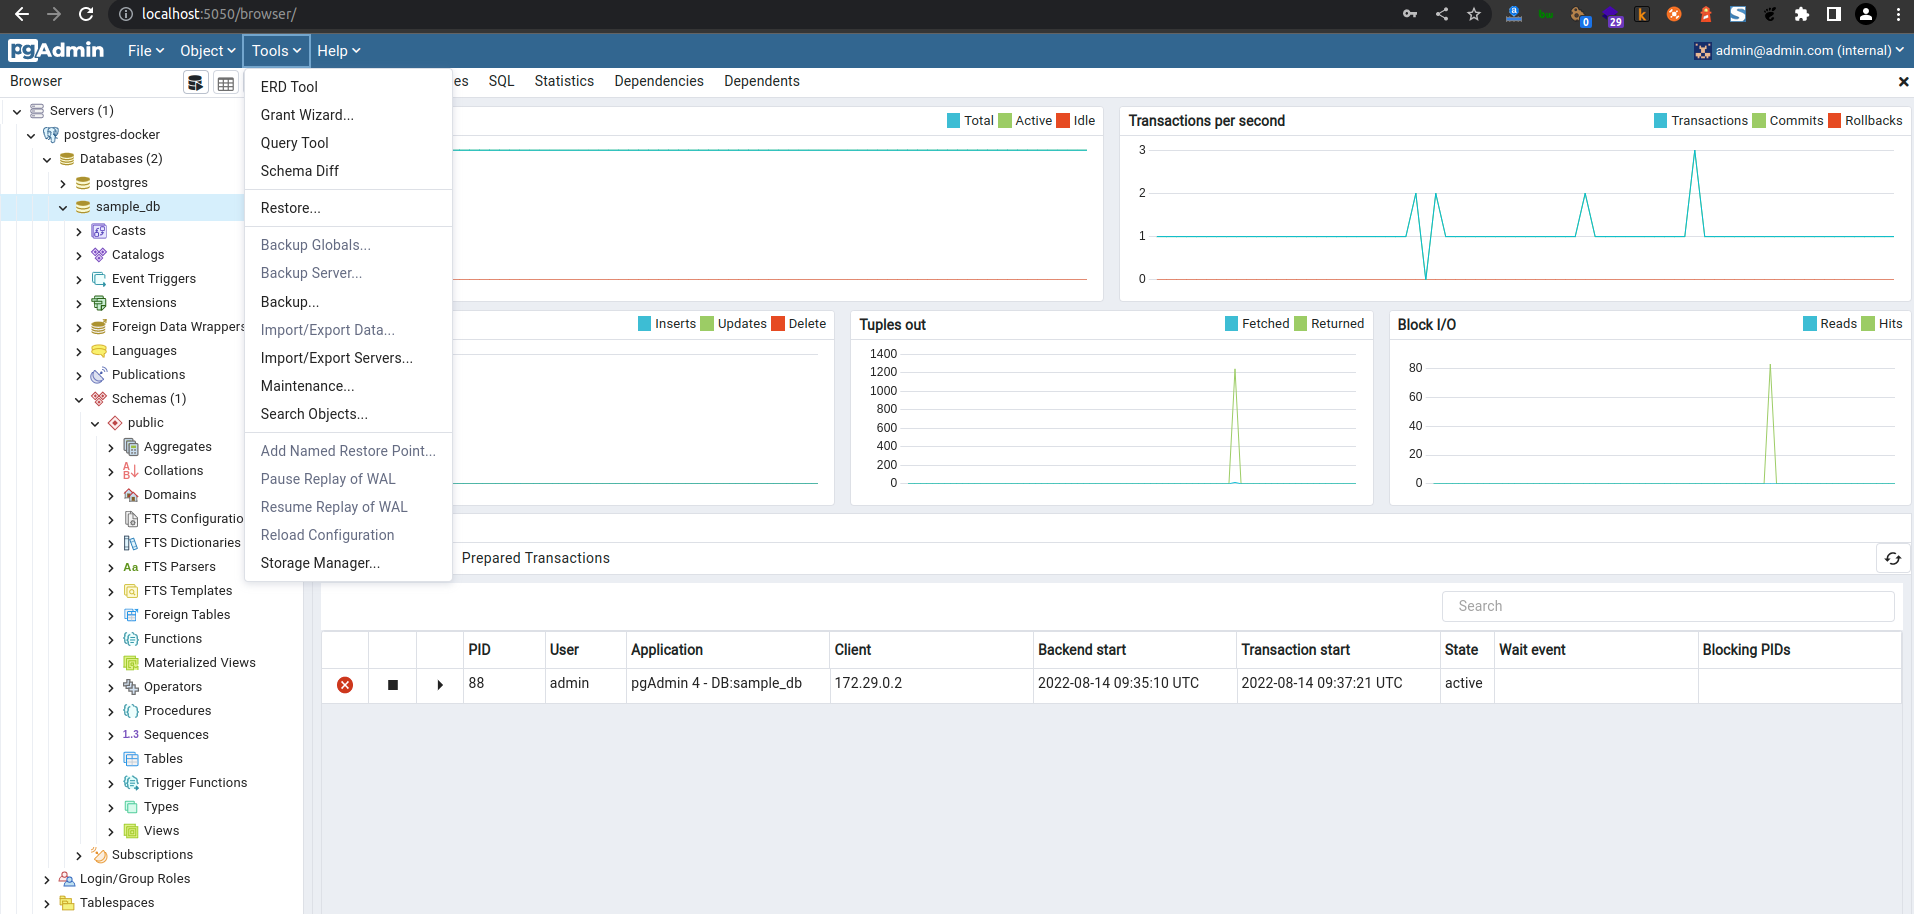 localhost:5050/browser/
0
29
pgAdmin File Object Tools Help admin@admin.com (internal)
Browser
es SQL Statistics Dependencies Dependents
Servers (1)
postgres-docker
Databases (2)
postgres
sample_db
Casts
Catalogs
Event Triggers
Extensions
Foreign Data Wrappers
Languages
Publications
Schemas (1)
public
Aggregates
Collations
Domains
FTS Configuratio
FTS Dictionaries
FTS Parsers
FTS Templates
Foreign Tables
Functions
Materialized Views
Operators
Procedures
1..3 Sequences
Tables
Trigger Functions
Types
Views
Subscriptions
Login/Group Roles
Tablespaces
ERD Tool
Grant Wizard...
Query Tool
Schema Diff
Restore...
Backup Globals...
Backup Server...
Backup...
Import/Export Data...
Import/Export Servers...
Maintenance...
Search Objects...
Add Named Restore Point...
Pause Replay of WAL
Resume Replay of WAL
Reload Configuration
Storage Manager...
Total Active Idle
Transactions per second Transactions Commits Rollbacks
3
2
1
0
Inserts Updates Delete
Tuples out Fetched Returned
1400
1200
1000
800
600
400
200
0
Block I/O Reads Hits
80
60
40
20
0
Prepared Transactions
Search
PID User Application Client Backend start Transaction start State Wait event Blocking PIDs
88 admin pgAdmin 4 - DB:sample_db 172.29.0.2 2022-08-14 09:35:10 UTC 2022-08-14 09:37:21 UTC active